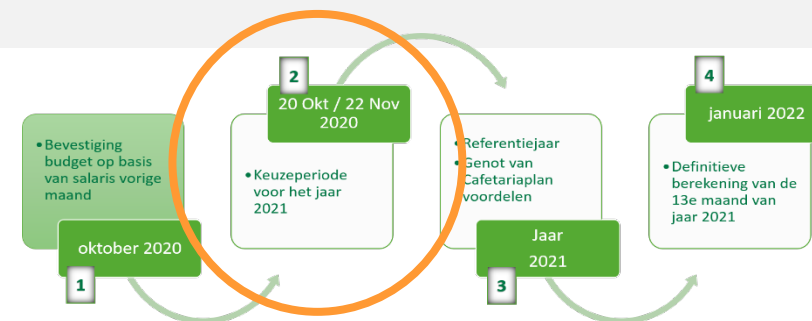 •Bevestiging
budget op basis
van salaris vorige
maand
oktober 2020
1
2
20 Okt / 22 Nov
2020
•Keuzeperiode
voor het jaar
2021
•Referentiejaar
•Genot van
Cafetariaplan
voordelen
Jaar
2021
3
4
januari 2022
•Definitieve
berekening van de
13e maand van
jaar 2021